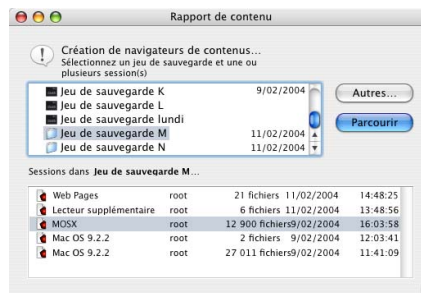 Rapport de contenu
Création de navigateurs de contenus...
Sélectionnez un jeu de sauvegarde et une ou
plusieurs session(s)
Jeu de sauvegarde K 9/02/2004
Jeu de sauvegarde L
Jeu de sauvegarde lundi
Jeu de sauvegarde M 11/02/2004
Jeu de sauvegarde N 11/02/2004
Autres...
Parcourir
Sessions dans Jeu de sauvegarde M...
Web Pages root 21 fichiers 11/02/2004 14:48:25
Lecteur supplémentaire root 6 fichiers 11/02/2004 13:48:56
MOSX root 12 900 fichiers9/02/2004 16:03:58
Mac OS 9.2.2 root 2 fichiers 9/02/2004 12:03:41
Mac OS 9.2.2 root 27 011 fichiers9/02/2004 11:41:09